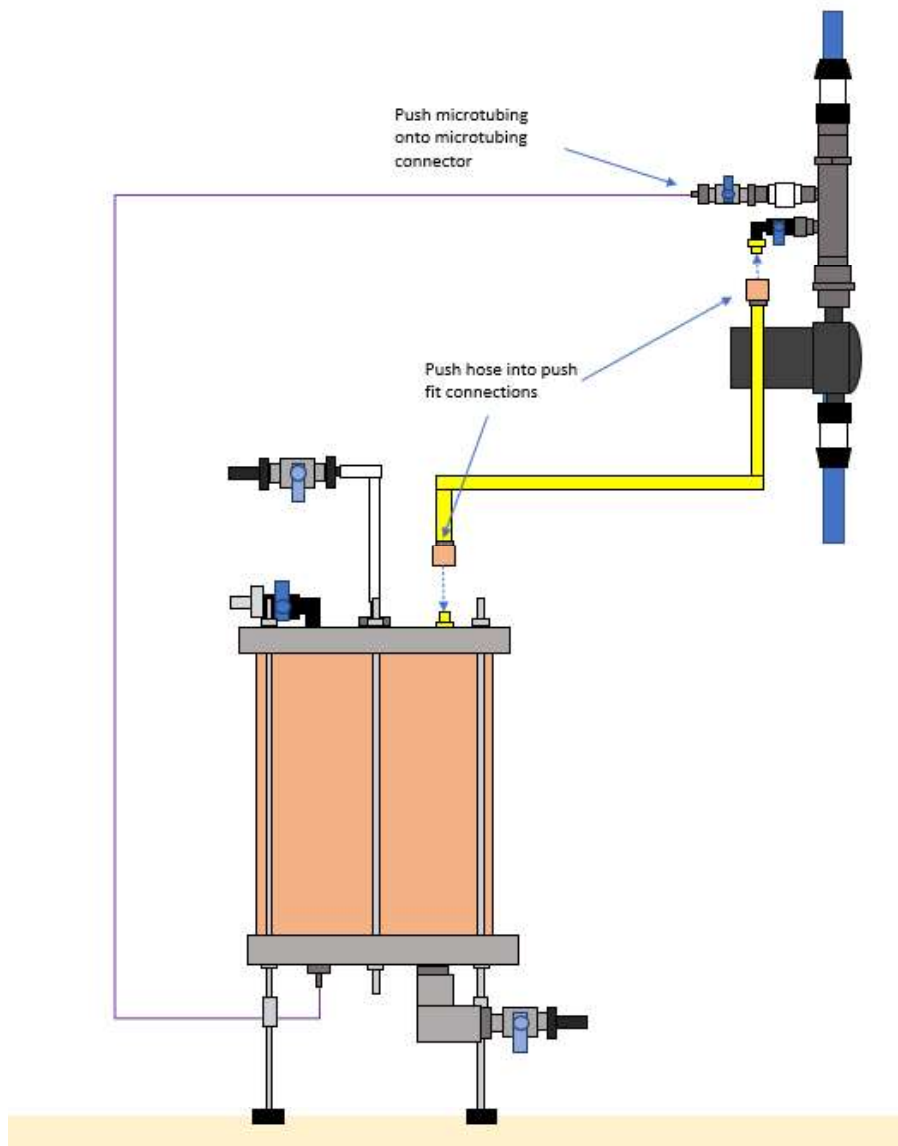 Push microtubing
onto microtubing
connector
Push hose into push
fit connections